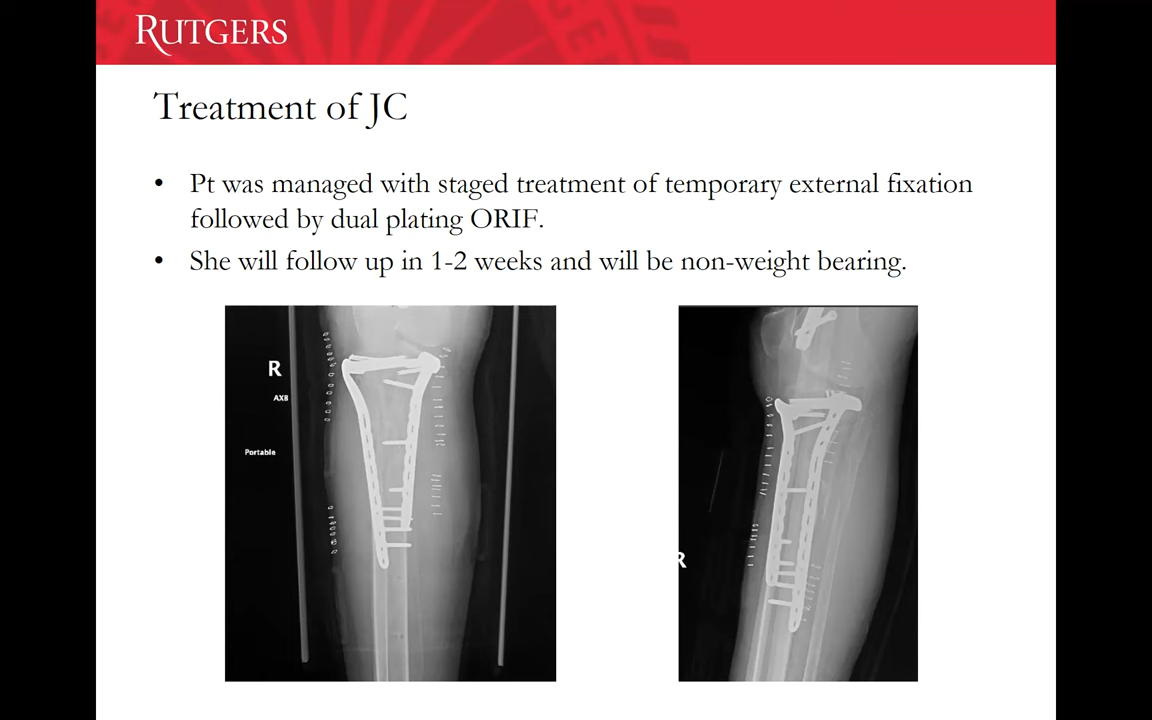 RUTGERS
Treatment of JC
• Pt was managed with staged treatment of temporary external fixation
followed by dual plating ORIF.
• She will follow up in 1-2 weeks and will be non-weight bearing.
R
AXB
Portable
R